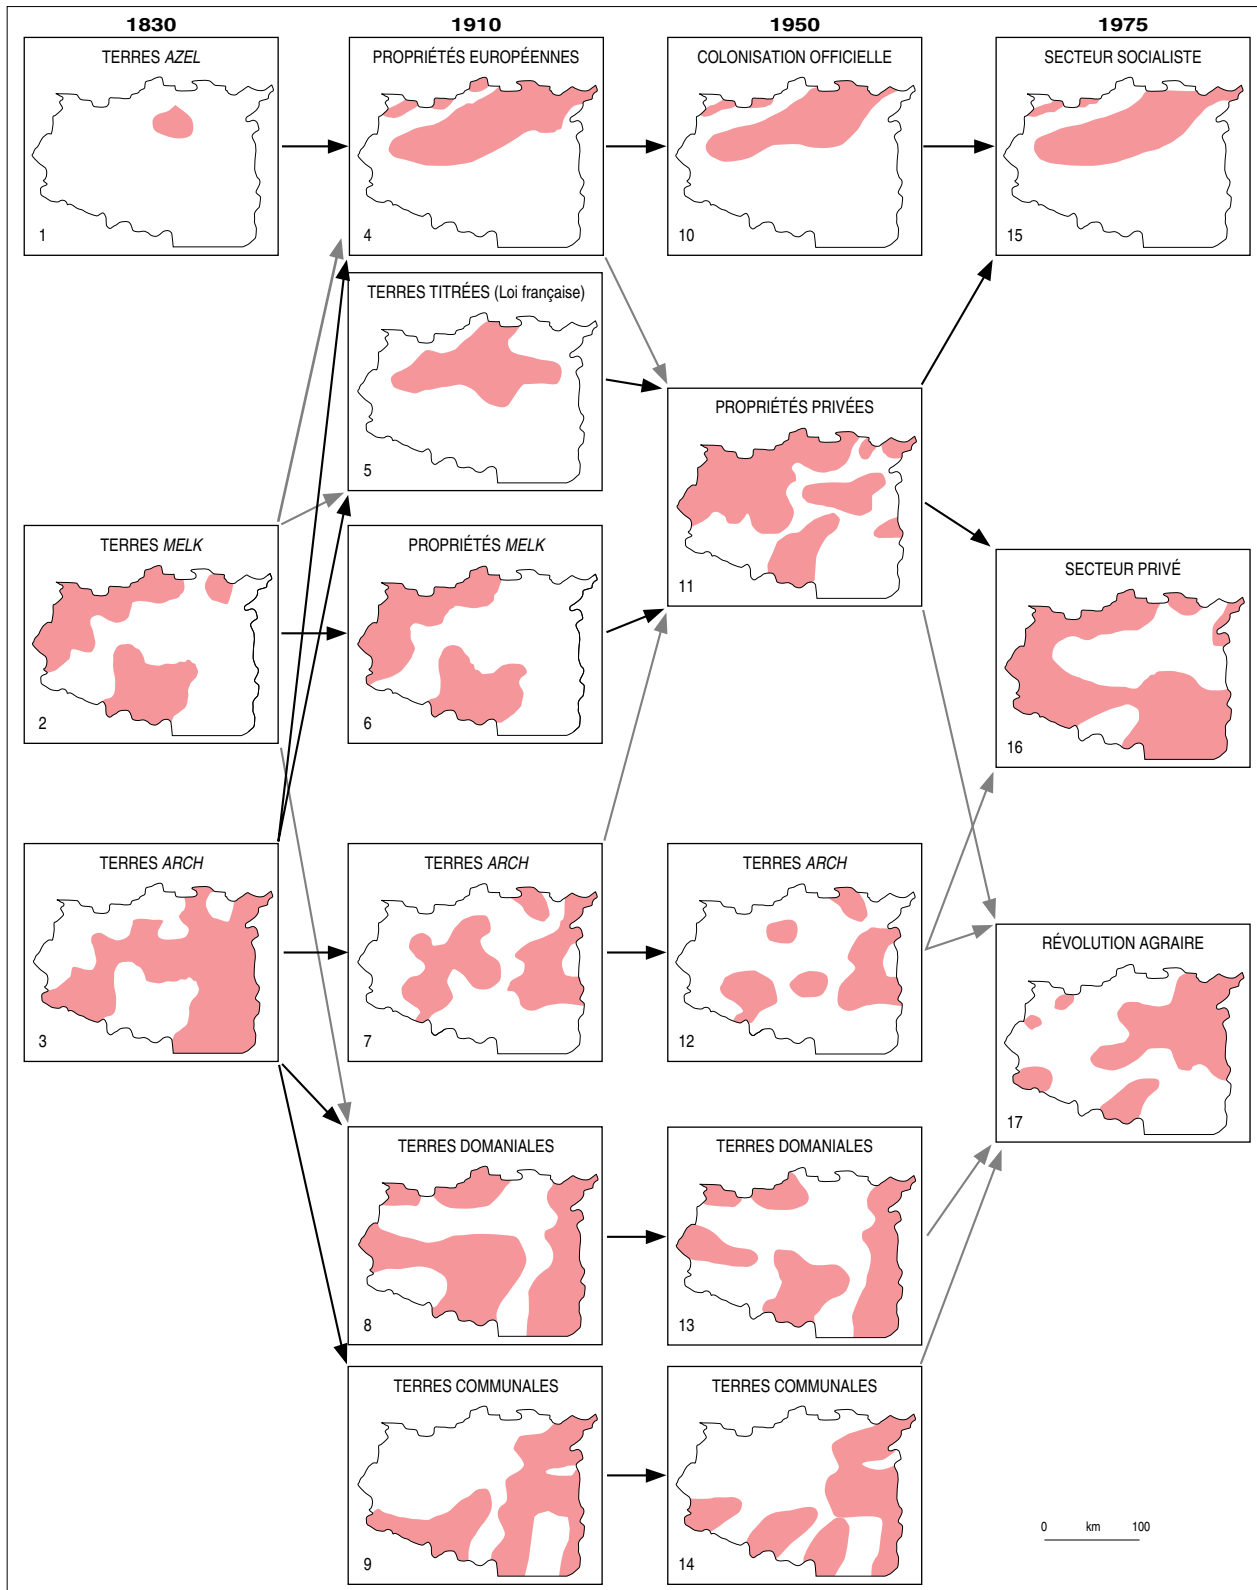 1830
1910
1950
1975
TERRES AZEL
1
PROPRIÉTÉS EUROPÉENNES
4
COLONISATION OFFICIELLE
10
SECTEUR SOCIALISTE
15
TERRES TITRÉES (Loi française)
5
PROPRIÉTÉS PRIVÉES
11
TERRES MELK
2
PROPRIÉTÉS MELK
6
SECTEUR PRIVÉ
16
TERRES ARCH
3
TERRES ARCH
7
TERRES ARCH
12
RÉVOLUTION AGRAIRE
17
TERRES DOMANIALES
8
TERRES DOMANIALES
13
TERRES COMMUNALES
9
TERRES COMMUNALES
14
0 km 100